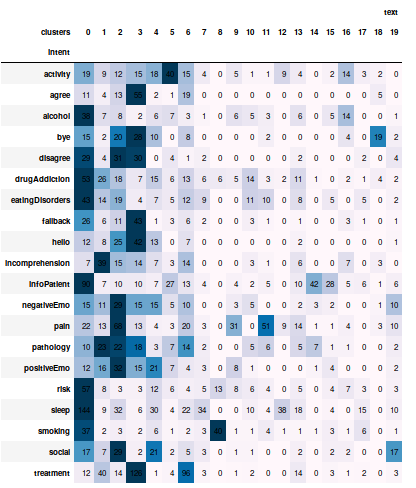 text
clusters 0 1 2 3 4 5 6 7 8 9 10 11 12 13 14 15 16 17 18 19
intent
activity 19 9 12 15 18 40 15 4 0 5 1 1 9 4 0 2 14 3 2 0
agree 11 4 13 55 2 1 19 0 0 0 0 0 0 0 0 0 0 0 5 0
alcohol 38 7 8 2 6 7 3 1 0 6 5 3 0 6 0 5 14 0 0 1
bye 15 2 20 28 10 0 8 0 0 0 0 2 0 0 0 0 4 0 19 2
disagree 29 4 31 30 0 4 1 2 0 0 0 0 0 0 0 0 2 0 4
drugAddiction 53 26 18 7 15 6 13 6 6 5 14 3 2 11 1 0 2 1 4 2
eatingDisorders 43 14 19 4 7 5 12 9 0 0 11 10 0 8 0 5 0 5 0 2
fallback 26 6 11 43 1 3 6 2 0 0 3 1 0 1 0 0 3 1 0 1
hello 12 8 25 42 13 0 7 0 0 0 0 0 0 0 0 0 0 0 0 1
incomprehension 7 39 15 14 7 3 14 0 0 0 3 1 0 6 0 0 7 0 3 0
infoPatient 80 7 10 10 7 27 13 4 0 4 2 5 0 10 42 28 5 6 1 6
negativeEmo 15 11 29 15 15 5 10 0 0 3 5 0 0 2 3 2 0 0 1 10
pain 22 13 68 13 4 3 20 3 0 31 0 51 9 14 1 1 4 0 3 10
pathology 10 23 22 18 3 7 14 2 0 0 5 6 0 5 7 1 1 0 0 2
positiveEmo 12 16 32 15 21 7 4 3 0 8 1 0 0 0 5 1 0 0 0 2
risk 57 8 3 3 12 6 4 5 13 8 6 4 0 5 0 4 7 3 0 3
sleep 144 9 32 6 30 4 22 34 0 0 10 4 38 18 0 4 0 15 0 10
smoking 37 2 3 2 1 4 6 3 40 1 1 4 1 1 1 3 1 6 0 1
social 17 7 29 2 21 2 6 3 0 1 1 0 0 2 0 2 2 0 0 17
treatment 12 40 14 126 1 4 96 3 0 1 2 0 0 14 0 3 1 2 0 3